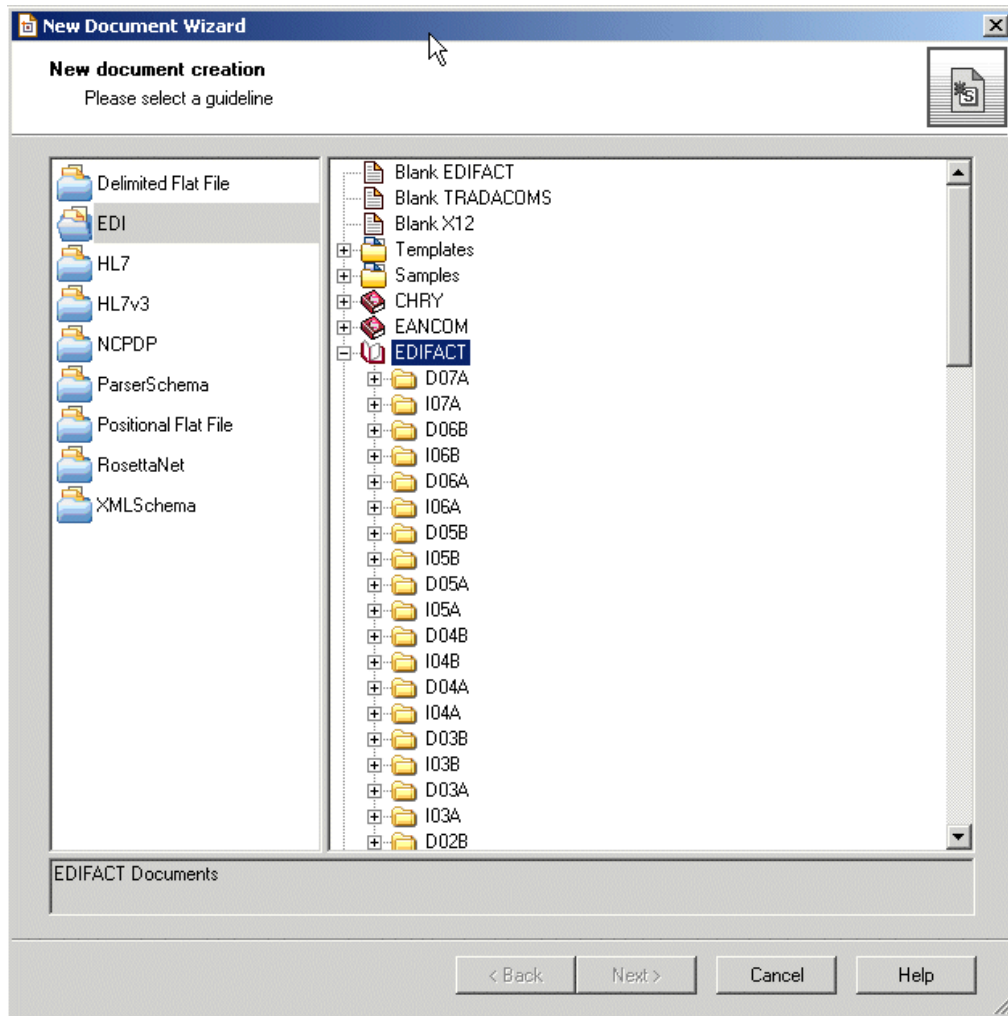 New Document Wizard
New document creation
Please select a guideline
Delimited Flat File
EDI
HL7
HL7v3
NCPDP
ParserSchema
Positional Flat File
RosettaNet
XMLSchema
Blank EDIFACT
Blank TRADACOMS
Blank X12
Templates
Samples
CHRY
EANCOM
EDIFACT
D07A
I07A
D06B
I06B
D06A
I06A
D05B
I05B
D05A
I05A
D04B
I04B
D04A
I04A
D03B
I03B
D03A
I03A
D02B
EDIFACT Documents
< Back
Next >
Cancel
Help